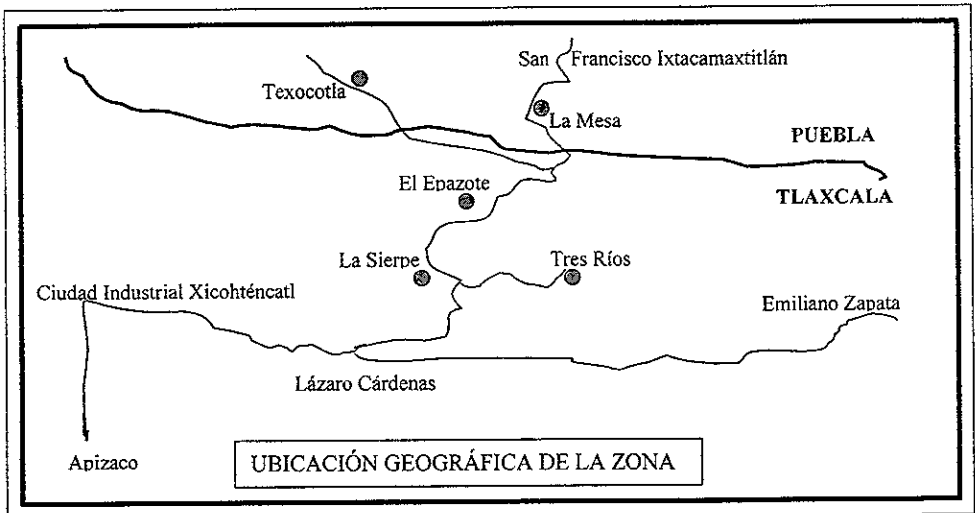 San Francisco Ixtacamaxtitlán
Texocotla
La Mesa
PUEBLA
El Epazote
TLAXCALA
La Sierpe
Tres Ríos
Ciudad Industrial Xicohténcatl
Emiliano Zapata
Lázaro Cárdenas
Apizaco
UBICACIÓN GEOGRÁFICA DE LA ZONA